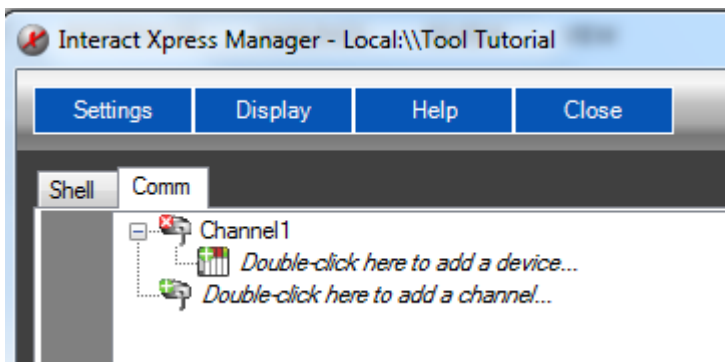 Interact Xpress Manager - Local:\\Tool Tutorial
Settings Display Help Close
Shell Comm
Channel1
Double-click here to add a device...
Double-click here to add a channel...